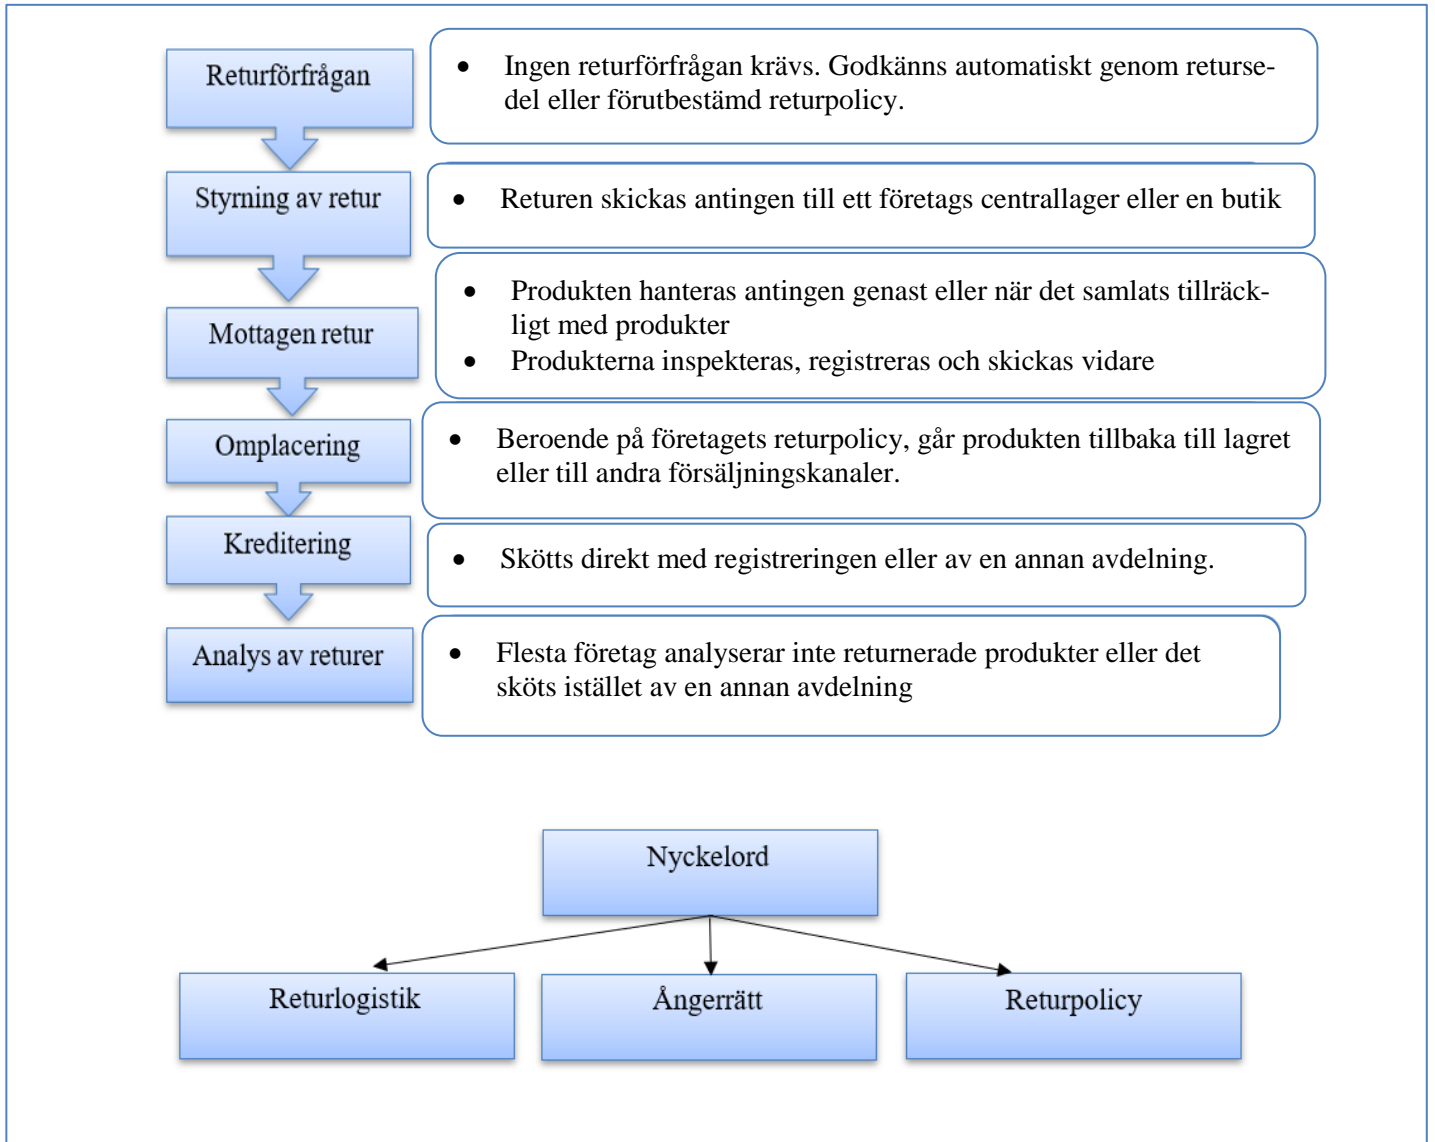 Returförfrågan
• Ingen returförfrågan krävs. Godkänns automatiskt genom returse-
del eller förutbestämd returpolicy.
Styrning av retur
• Returen skickas antingen till ett företags centrallager eller en butik
Mottagen retur
• Produkten hanteras antingen genast eller när det samlats tillräck-
ligt med produkter
• Produkterna inspekteras, registreras och skickas vidare
Omplacering
• Beroende på företagets returpolicy, går produkten tillbaka till lagret
eller till andra försäljningskanaler.
Kreditering
• Skötts direkt med registreringen eller av en annan avdelning.
Analys av returer
• Flesta företag analyserar inte returnerade produkter eller det
sköts istället av en annan avdelning
Nyckelord
Returlogistik
Ångerrätt
Returpolicy